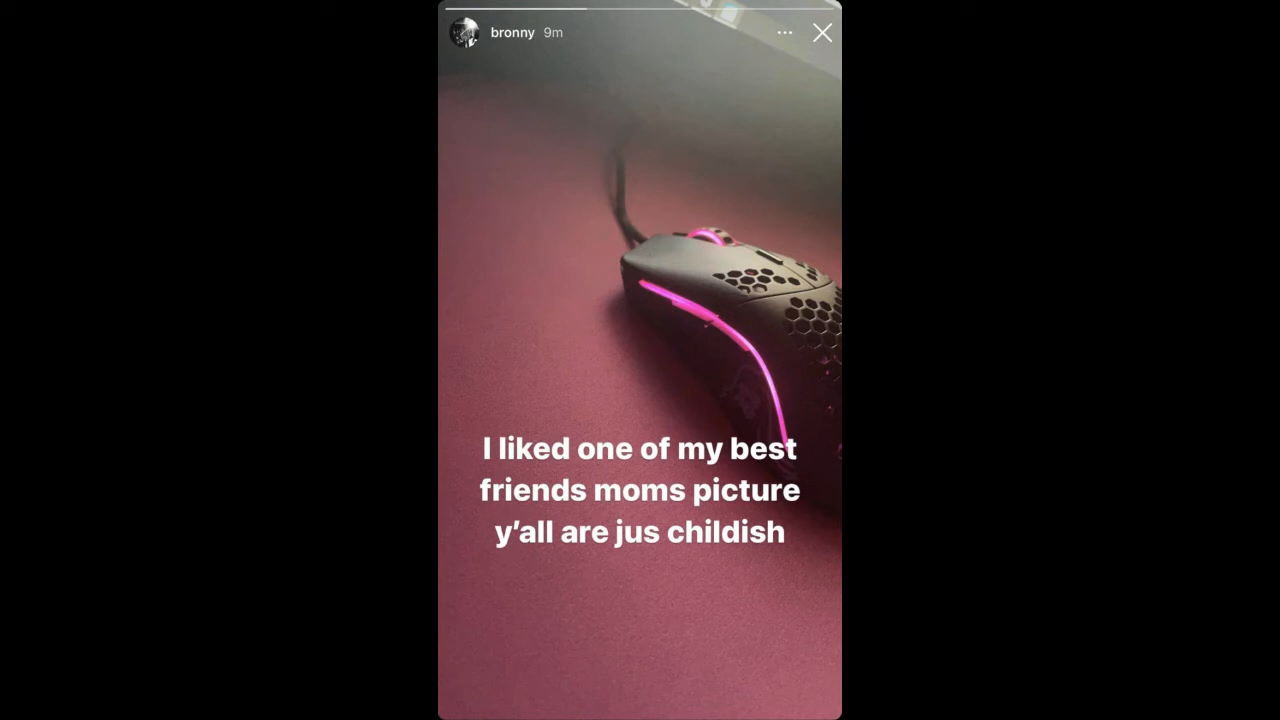 bronny 9m
I liked one of my best
friends moms picture
y’all are jus childish